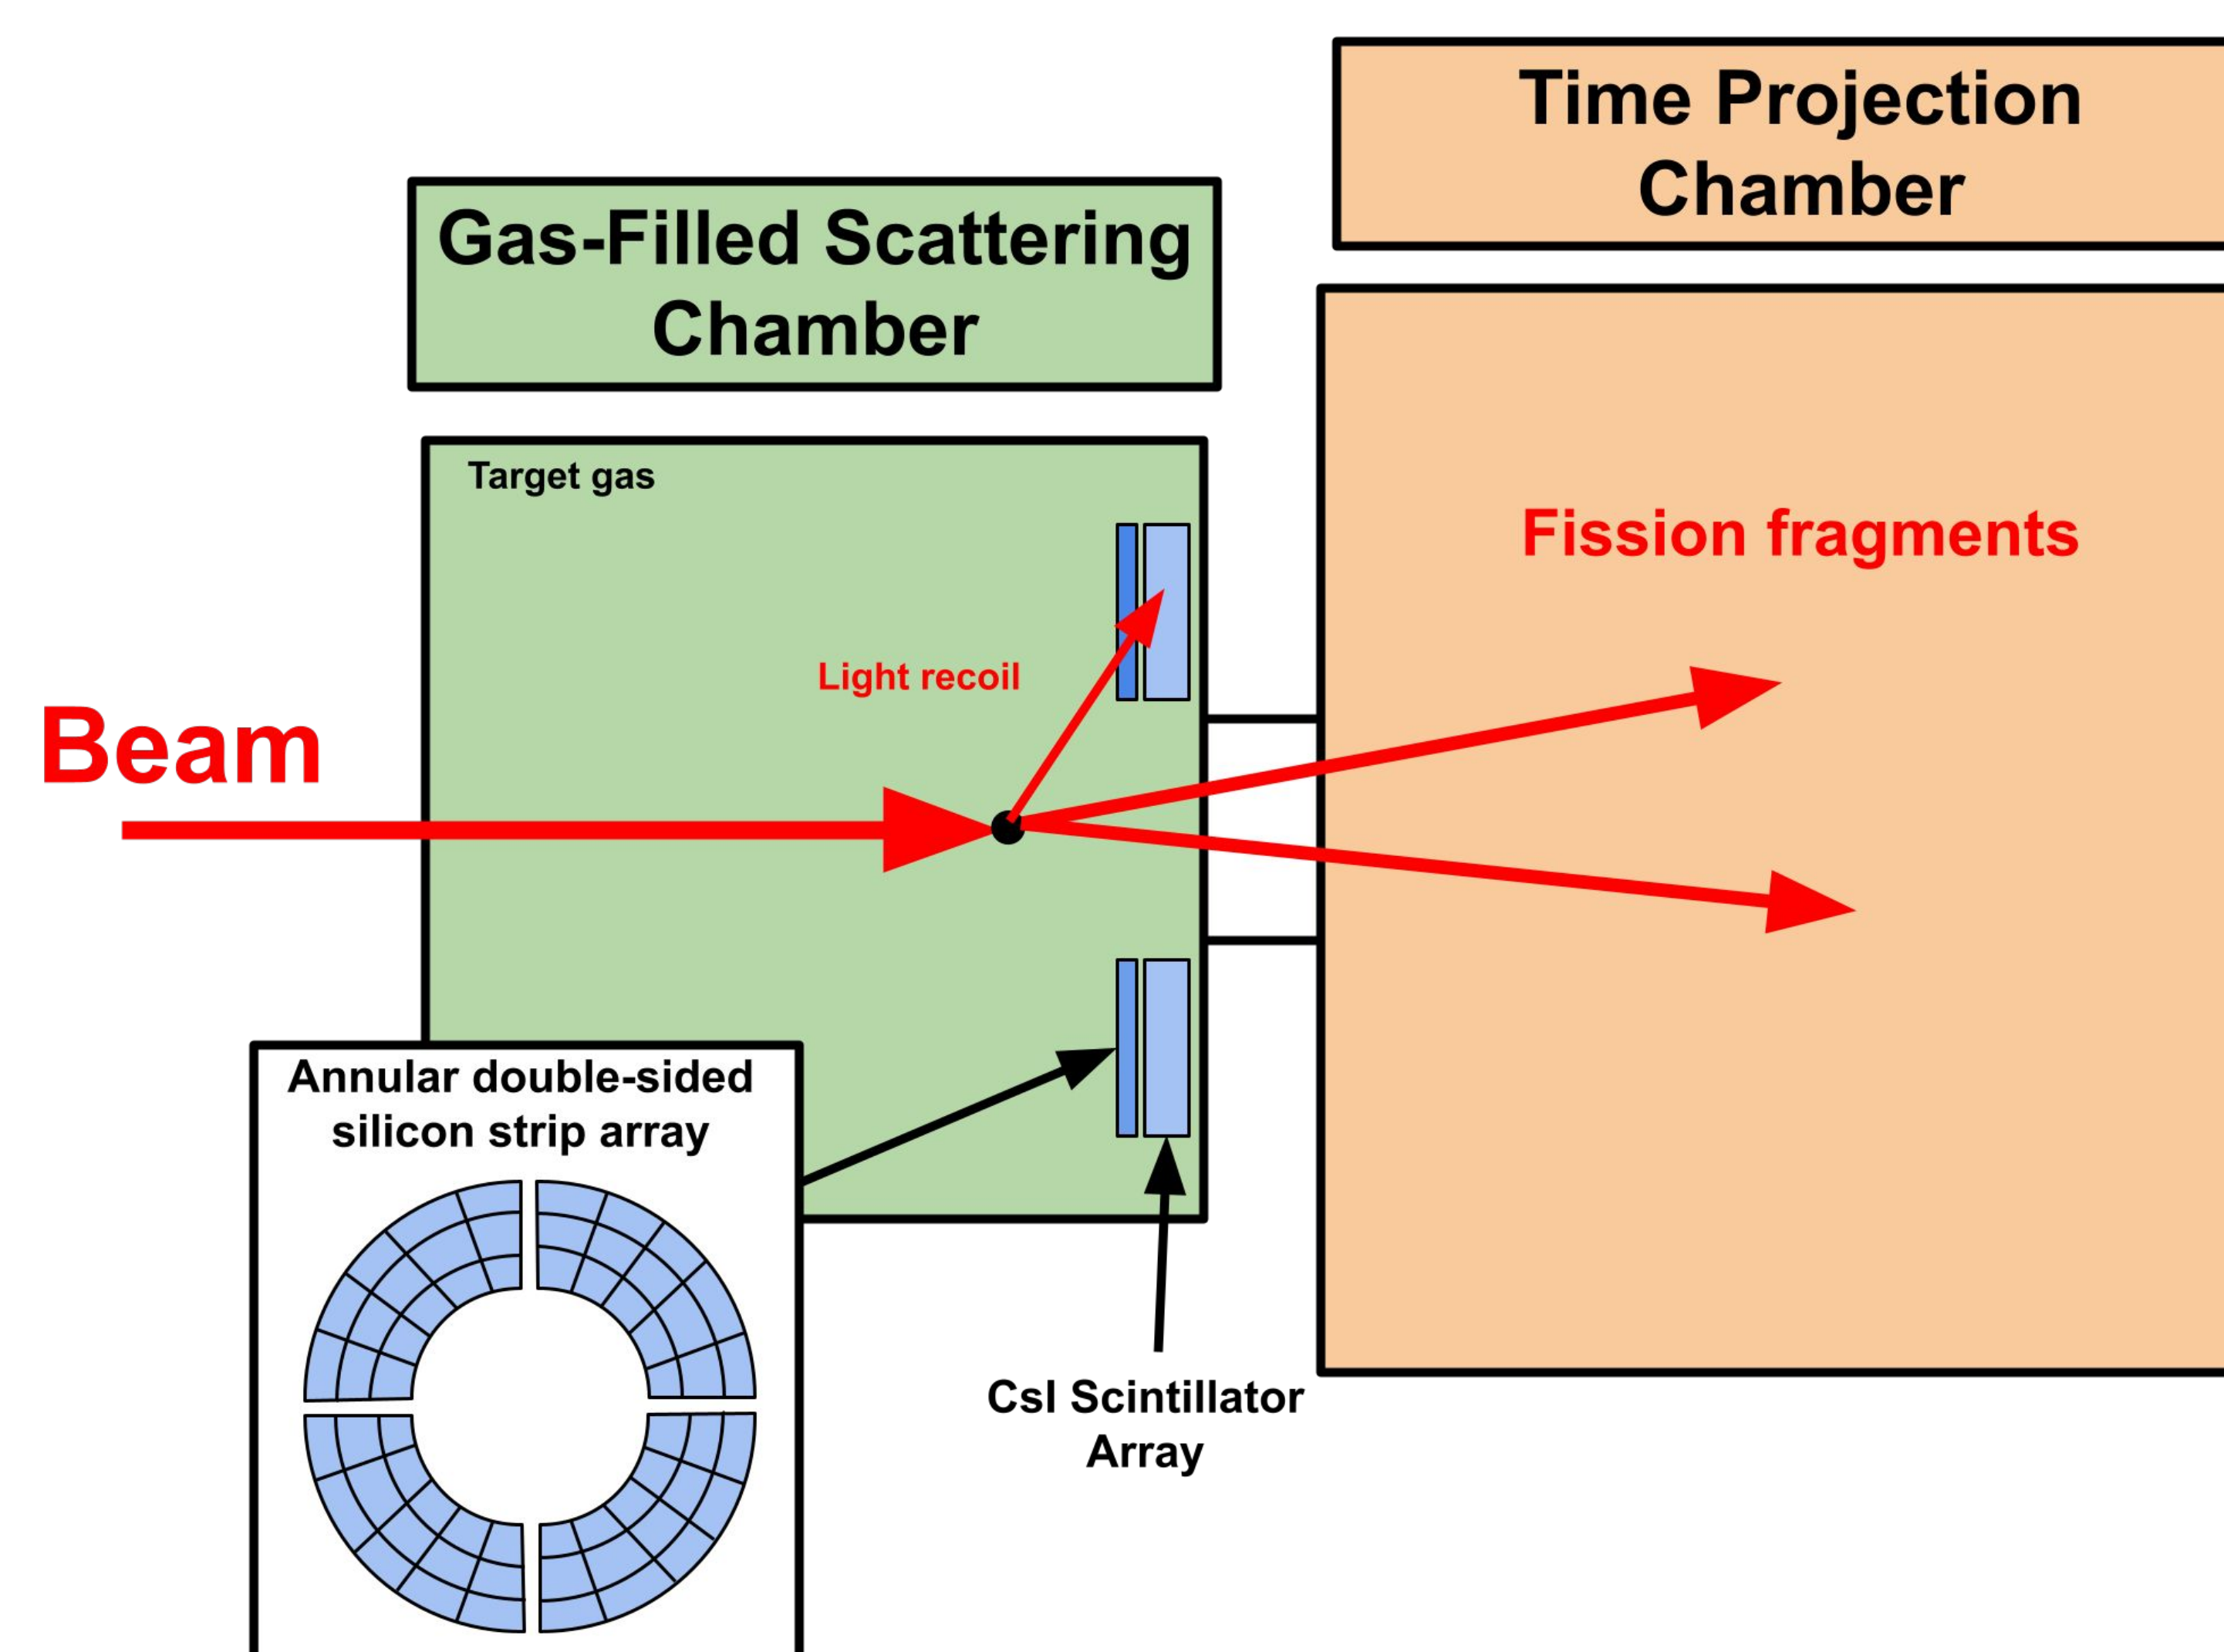 Time Projection
Chamber
Gas-Filled Scattering
Chamber
Target gas
Fission fragments
Light recoil
Beam
Annular double-sided
silicon strip array
CsI Scintillator
Array